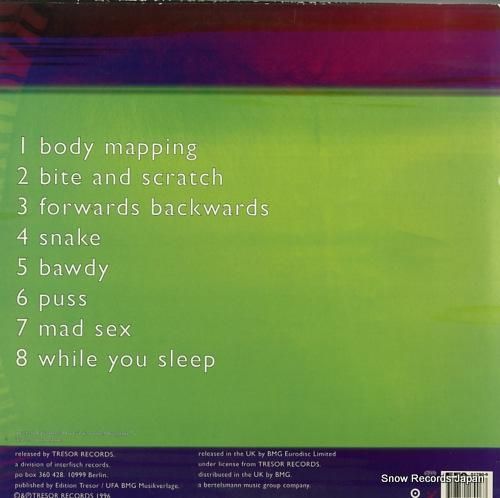 1 body mapping
2 bite and scratch
3 forwards backwards
4 snake
5 bawdy
6 puss
7 mad sex
8 while you sleep
released by TRESOR RECORDS.
a division of interfisch records.
po box 360 428. 10999 Berlin.
published by Edition Tresor / UFA BMG Musikverlage.
©&℗TRESOR RECORDS 1996
released in the UK by BMG Eurodisc Limited
under license from TRESOR RECORDS.
distributed in the UK by BMG.
a bertelsmann music group company.
Snow Records Japan